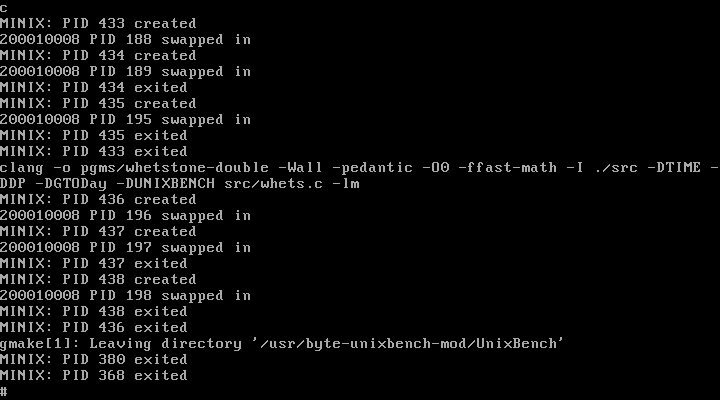 c
MINIX: PID 433 created
200010008 PID 188 swapped in
MINIX: PID 434 created
200010008 PID 189 swapped in
MINIX: PID 434 exited
MINIX: PID 435 created
200010008 PID 195 swapped in
MINIX: PID 435 exited
MINIX: PID 433 exited
clang -o pgms/whetstone-double -Wall -pedantic -O0 -ffast-math -I ./src -DTIME -
DDP -DGTODay -DUNIXBENCH src/whets.c -lm
MINIX: PID 436 created
200010008 PID 196 swapped in
MINIX: PID 437 created
200010008 PID 197 swapped in
MINIX: PID 437 exited
MINIX: PID 438 created
200010008 PID 198 swapped in
MINIX: PID 438 exited
MINIX: PID 436 exited
gmake[1]: Leaving directory '/usr/byte-unixbench-mod/UnixBench'
MINIX: PID 380 exited
MINIX: PID 368 exited
#